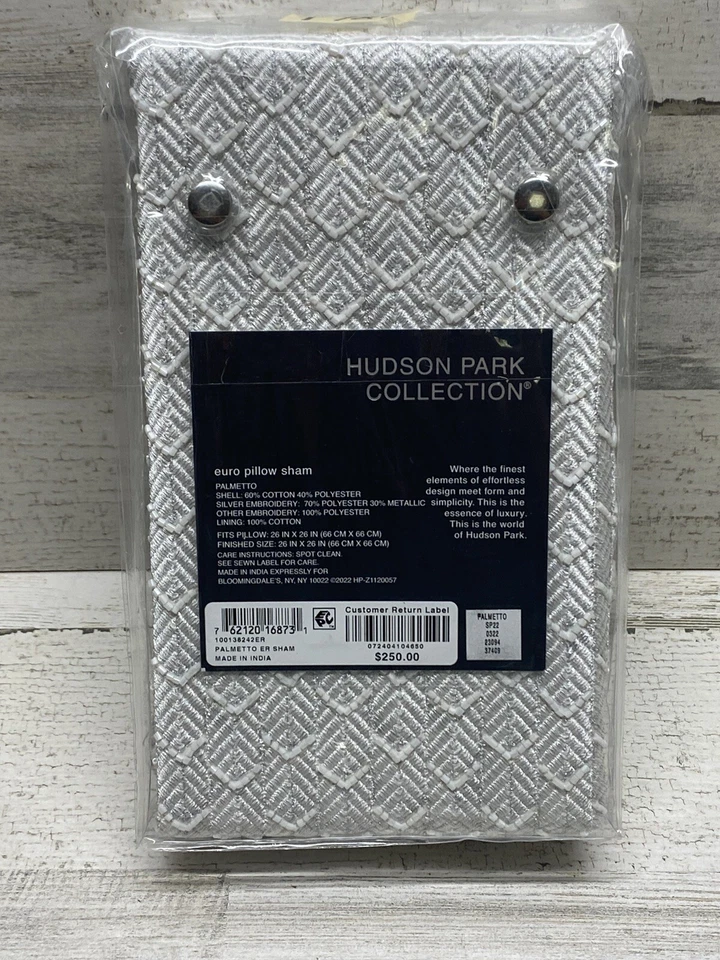 HUDSON PARK
COLLECTION®
euro pillow sham
PALMETTO
SHELL: 60% COTTON 40% POLYESTER
SILVER EMBROIDERY: 70% POLYESTER 30% METALLIC
OTHER EMBROIDERY: 100% POLYESTER
LINING: 100% COTTON
FITS PILLOW: 26 IN X 26 IN (66 CM X 66 CM)
FINISHED SIZE: 26 IN X 26 IN (66 CM X 66 CM)
CARE INSTRUCTIONS: SPOT CLEAN
SEE SEWN LABEL FOR CARE.
MADE IN INDIA EXPRESSLY FOR
BLOOMINGDALE'S, NY, NY 10022 ©2022 HP-Z1120057
Where the finest
elements of effortless
design meet form and
simplicity. This is the
essence of luxury.
This is the world
of Hudson Park.
7 62120 16873 1
100136242ER
PALMETTO ER SHAM
MADE IN INDIA
Customer Return Label
072404104650
$250.00
PALMETTO
SP22
0322
23094
37409